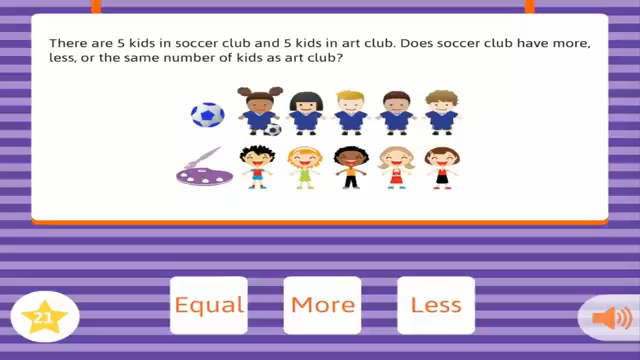 There are 5 kids in soccer club and 5 kids in art club. Does soccer club have more,
less, or the same number of kids as art club?
Equal More Less
21